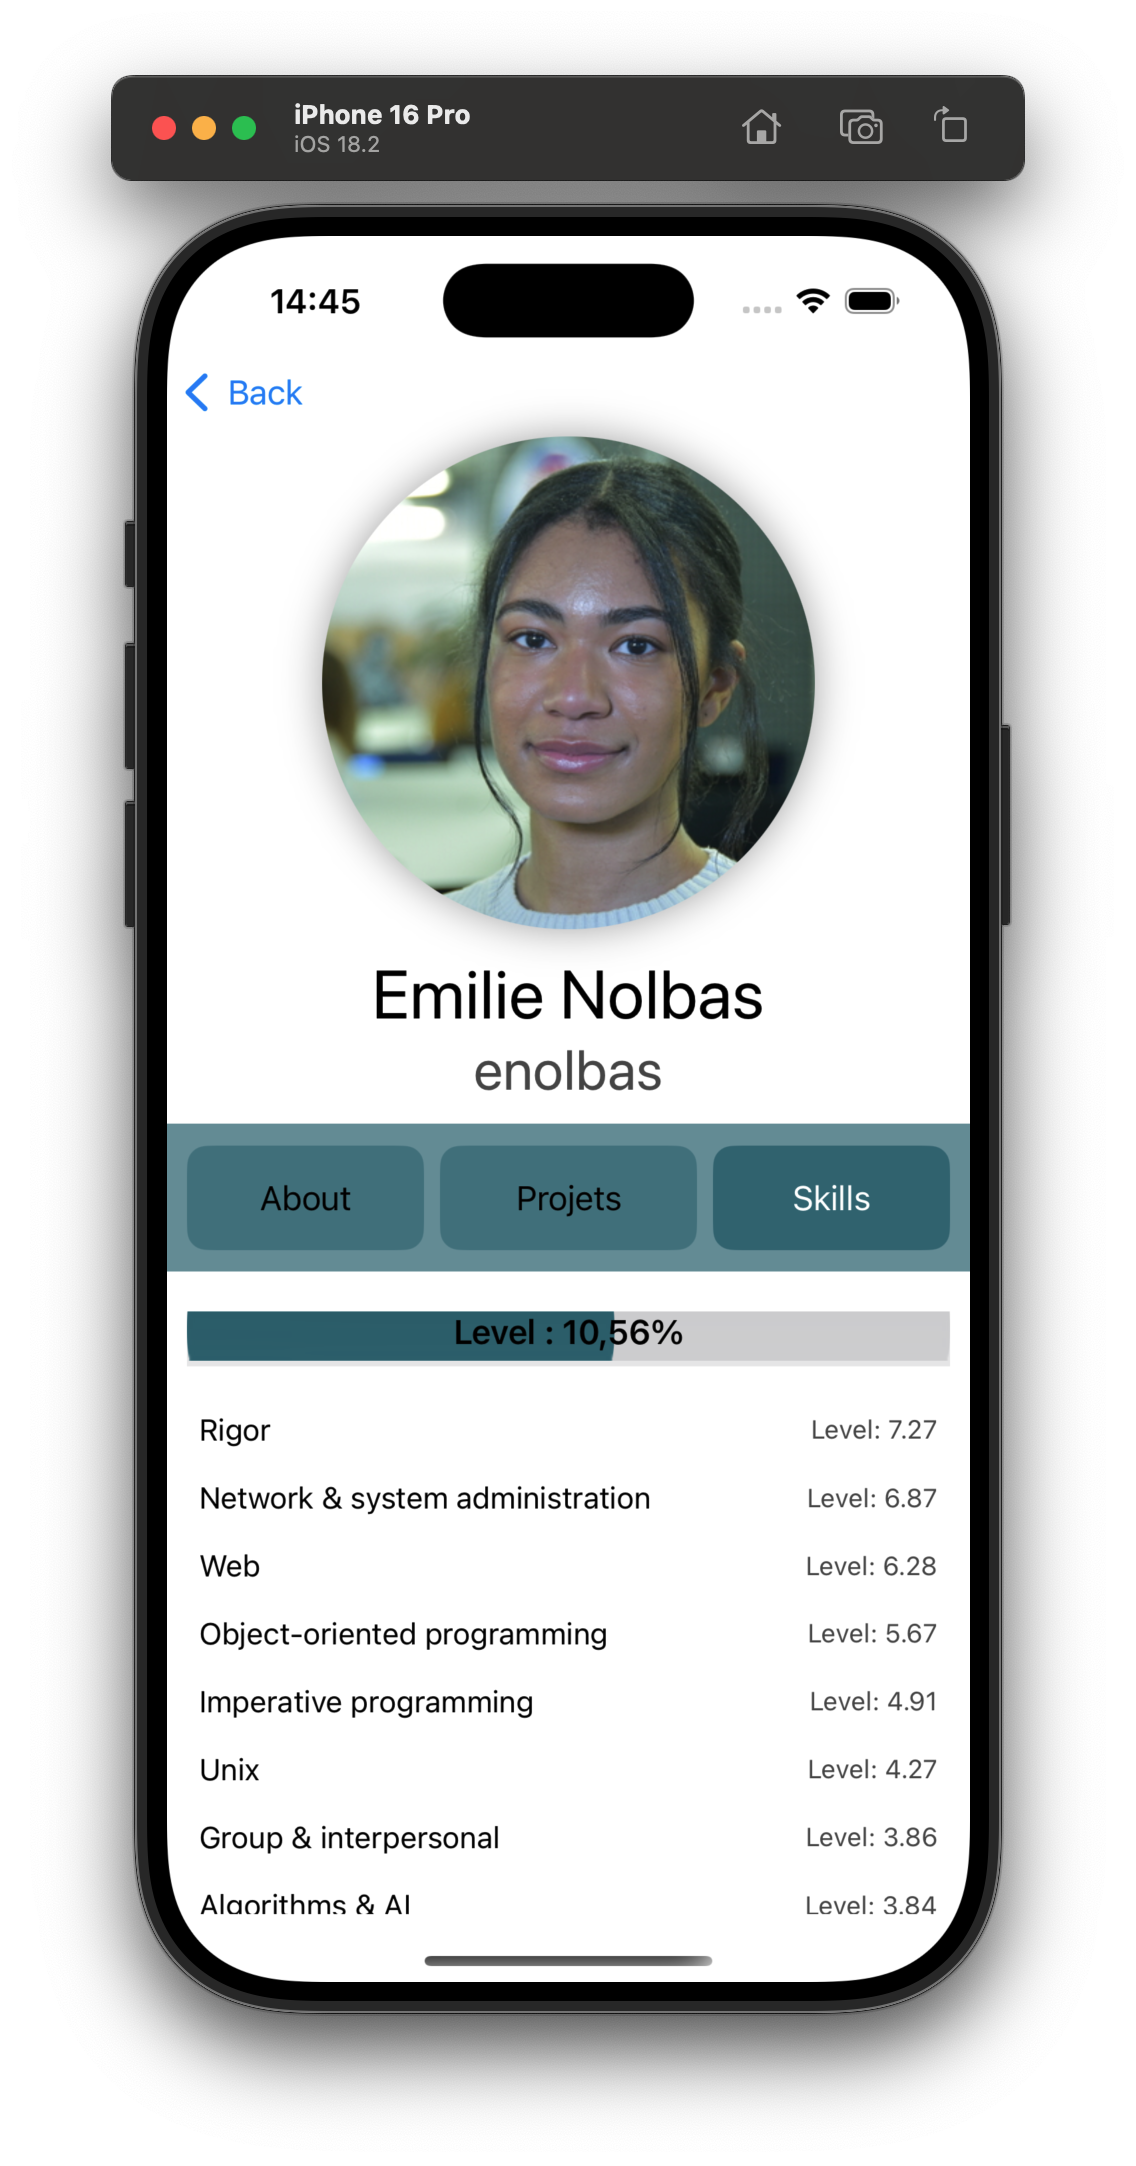 iPhone 16 Pro
iOS 18.2
14:45
Back
Emilie Nolbas
enolbas
About Projets Skills
Level : 10,56%
Rigor Level: 7.27
Network & system administration Level: 6.87
Web Level: 6.28
Object-oriented programming Level: 5.67
Imperative programming Level: 4.91
Unix Level: 4.27
Group & interpersonal Level: 3.86
Algorithms & AI Level: 3.84